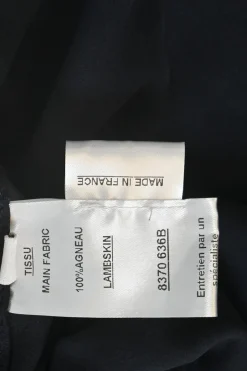 MADE IN FRANCE
TISSU
MAIN FABRIC
100%AGNEAU
LAMBSKIN
8370 636B
Entretien par un
spécialiste